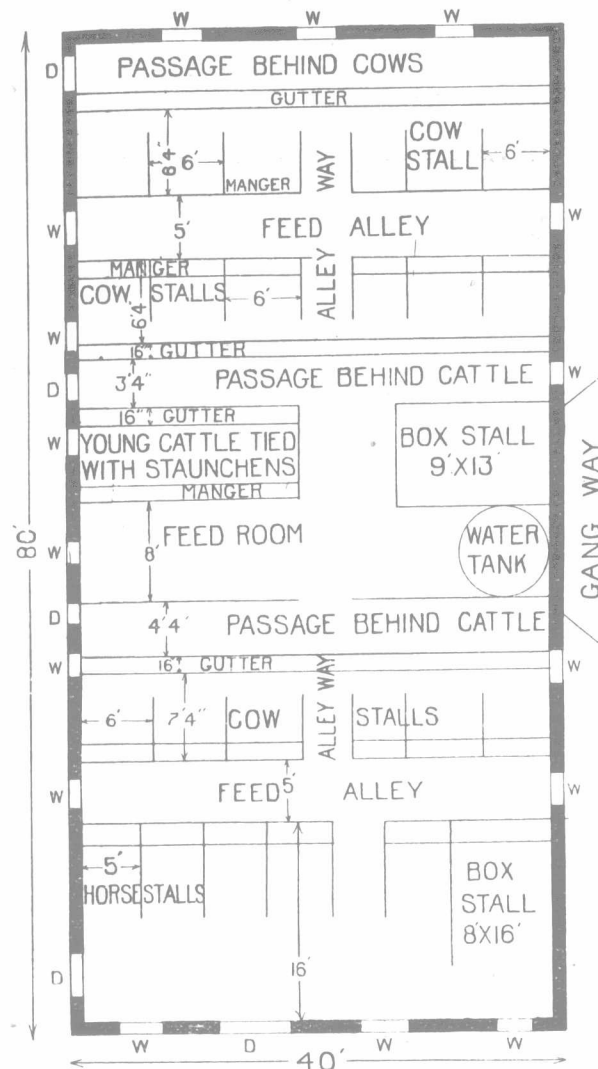 W W W W
D PASSAGE BEHIND COWS
GUTTER
COW
STALL
6'4" 6' 6'
MANGER
ALLEY WAY
W 5' FEED ALLEY W
MANGER
COW STALLS 6'
6'4"
W 16" GUTTER
D 3'4" PASSAGE BEHIND CATTLE W
16" GUTTER
W YOUNG CATTLE TIED
WITH STAUNCHENS
MANGER
BOX STALL
9'X13'
GANG WAY
80'
W 8' FEED ROOM
WATER
TANK
D 4'4" PASSAGE BEHIND CATTLE
W 16" GUTTER W
ALLEY WAY
6' 7'4" COW STALLS
W FEED 5' ALLEY W
5'
HORSE STALLS
BOX
STALL
8'X16'
16'
D
W D W W
40'